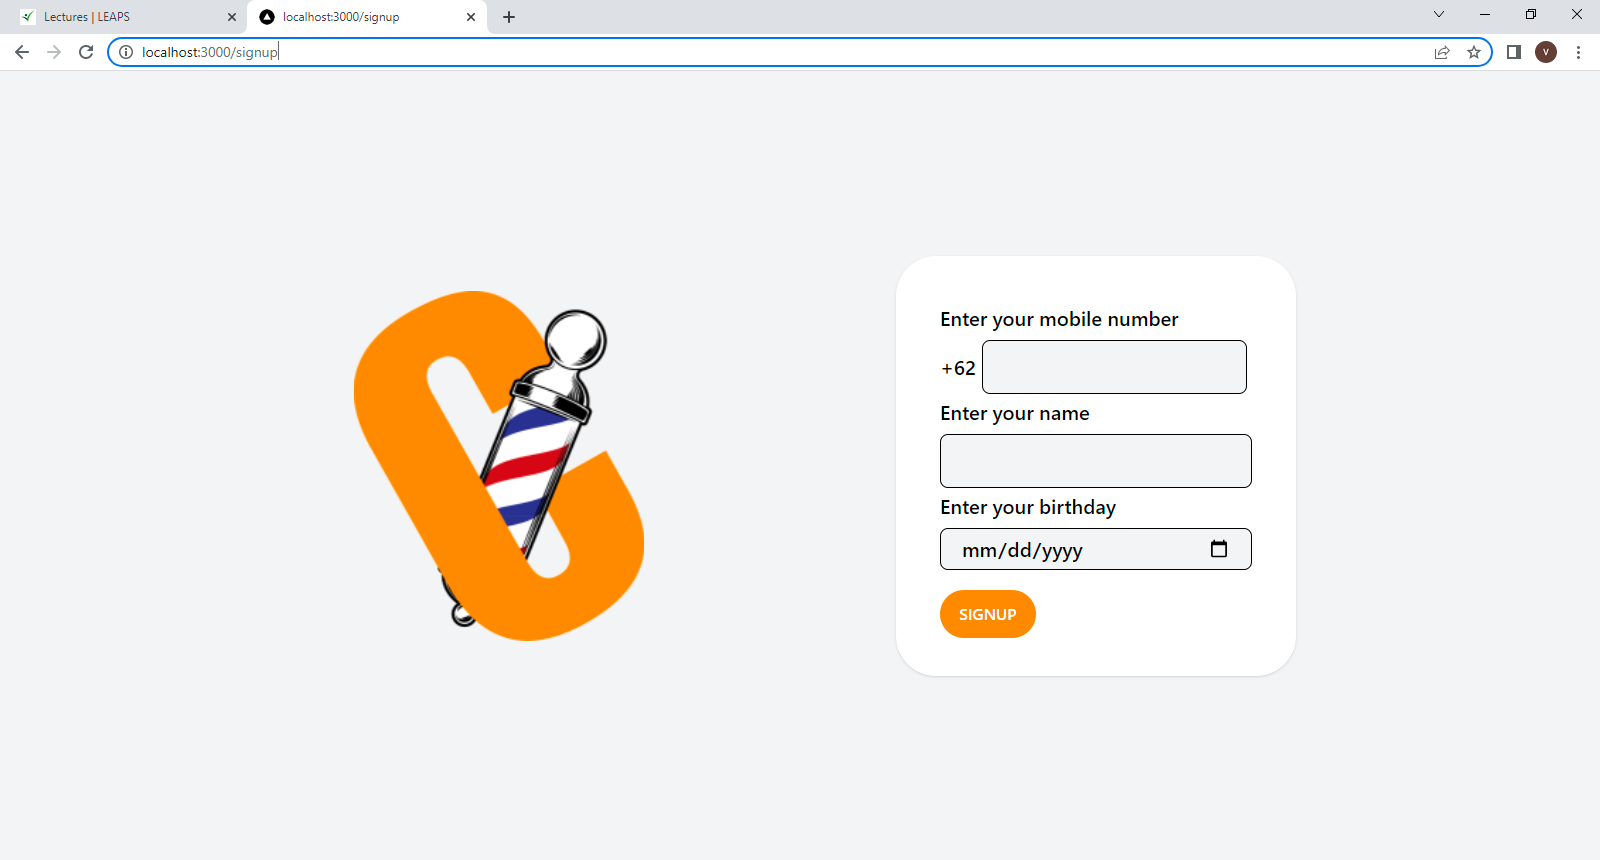 Lectures | LEAPS
localhost:3000/signup
localhost:3000/signup
V
Enter your mobile number
+62
Enter your name
Enter your birthday
mm/dd/yyyy
SIGNUP